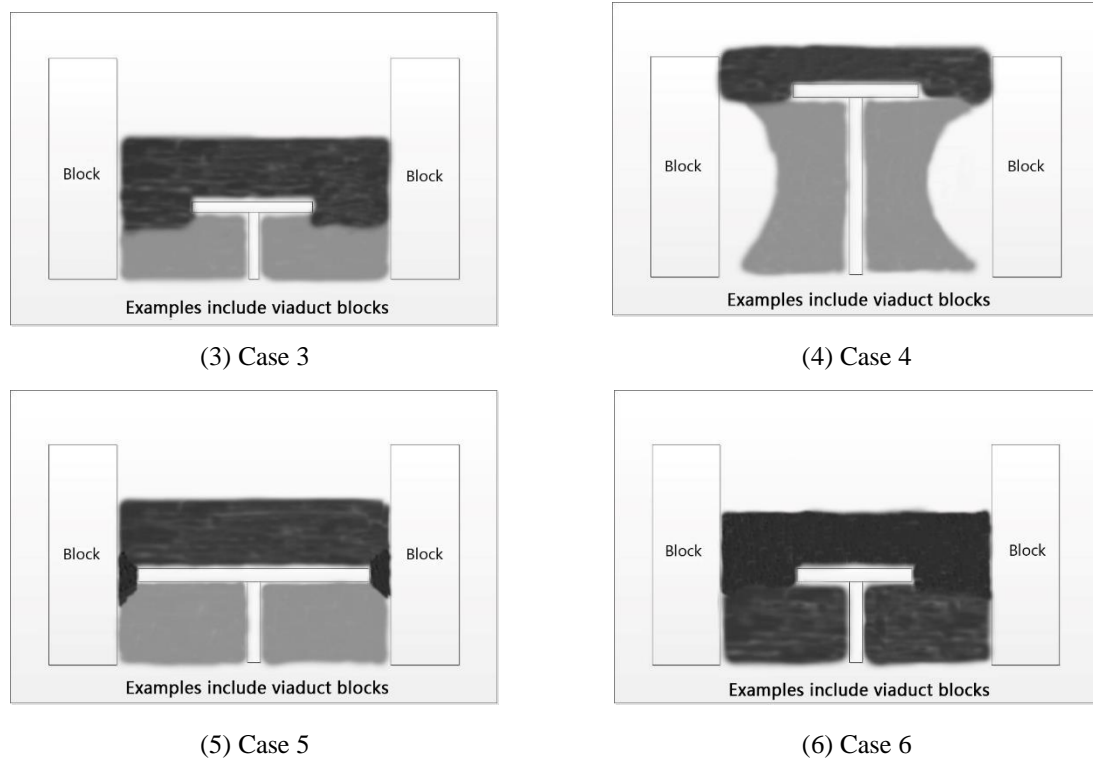 Block
Block
Examples include viaduct blocks
(3) Case 3
Block
Block
Examples include viaduct blocks
(4) Case 4
Block
Block
Examples include viaduct blocks
(5) Case 5
Block
Block
Examples include viaduct blocks
(6) Case 6